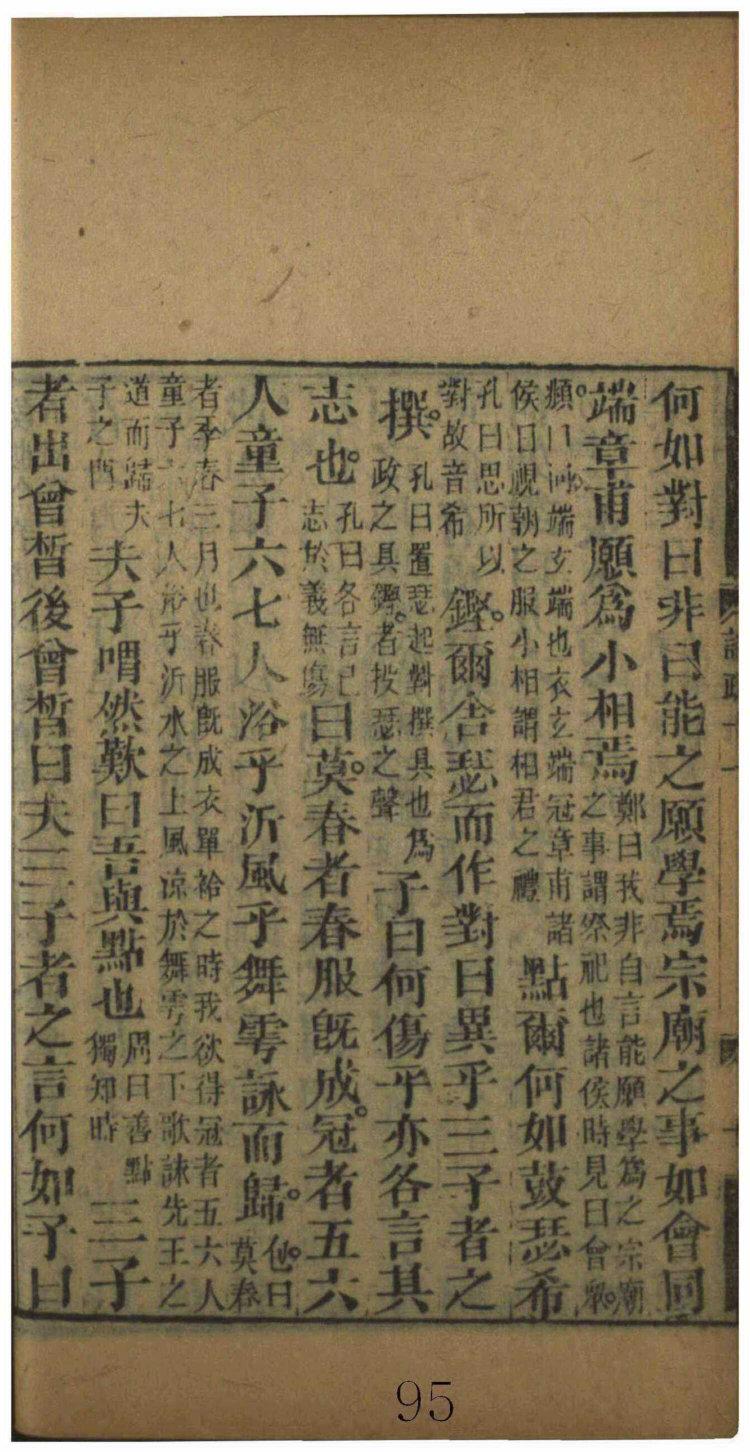 何如對曰非曰能之願學焉宗廟之事如會同
端章甫願爲小相焉鄭曰我非自言能願學爲之宗廟之事謂祭祀也諸侯時見曰會殷
頫曰同端玄端也衣玄端冠章甫諸侯日視朝之服小相謂相君之禮點爾何如鼓瑟希
孔曰思所以對故音希鏗爾舍瑟而作對曰異乎三子者之
撰孔曰置瑟起對撰具也爲政之具鏗者投瑟之聲子曰何傷乎亦各言其
志也孔曰各言己志於義無傷曰莫春者春服既成冠者五六
人童子六七人浴乎沂風乎舞雩詠而歸包曰莫春
者季春三月也春服既成衣單袷之時我欲得冠者五六人童子六七人浴乎沂水之上風凉於舞雩之下歌詠先王之
道而歸夫子之門夫子喟然歎曰吾與點也周曰善點獨知時三子
者出曾晳後曾晳曰夫三子者之言何如子曰
95